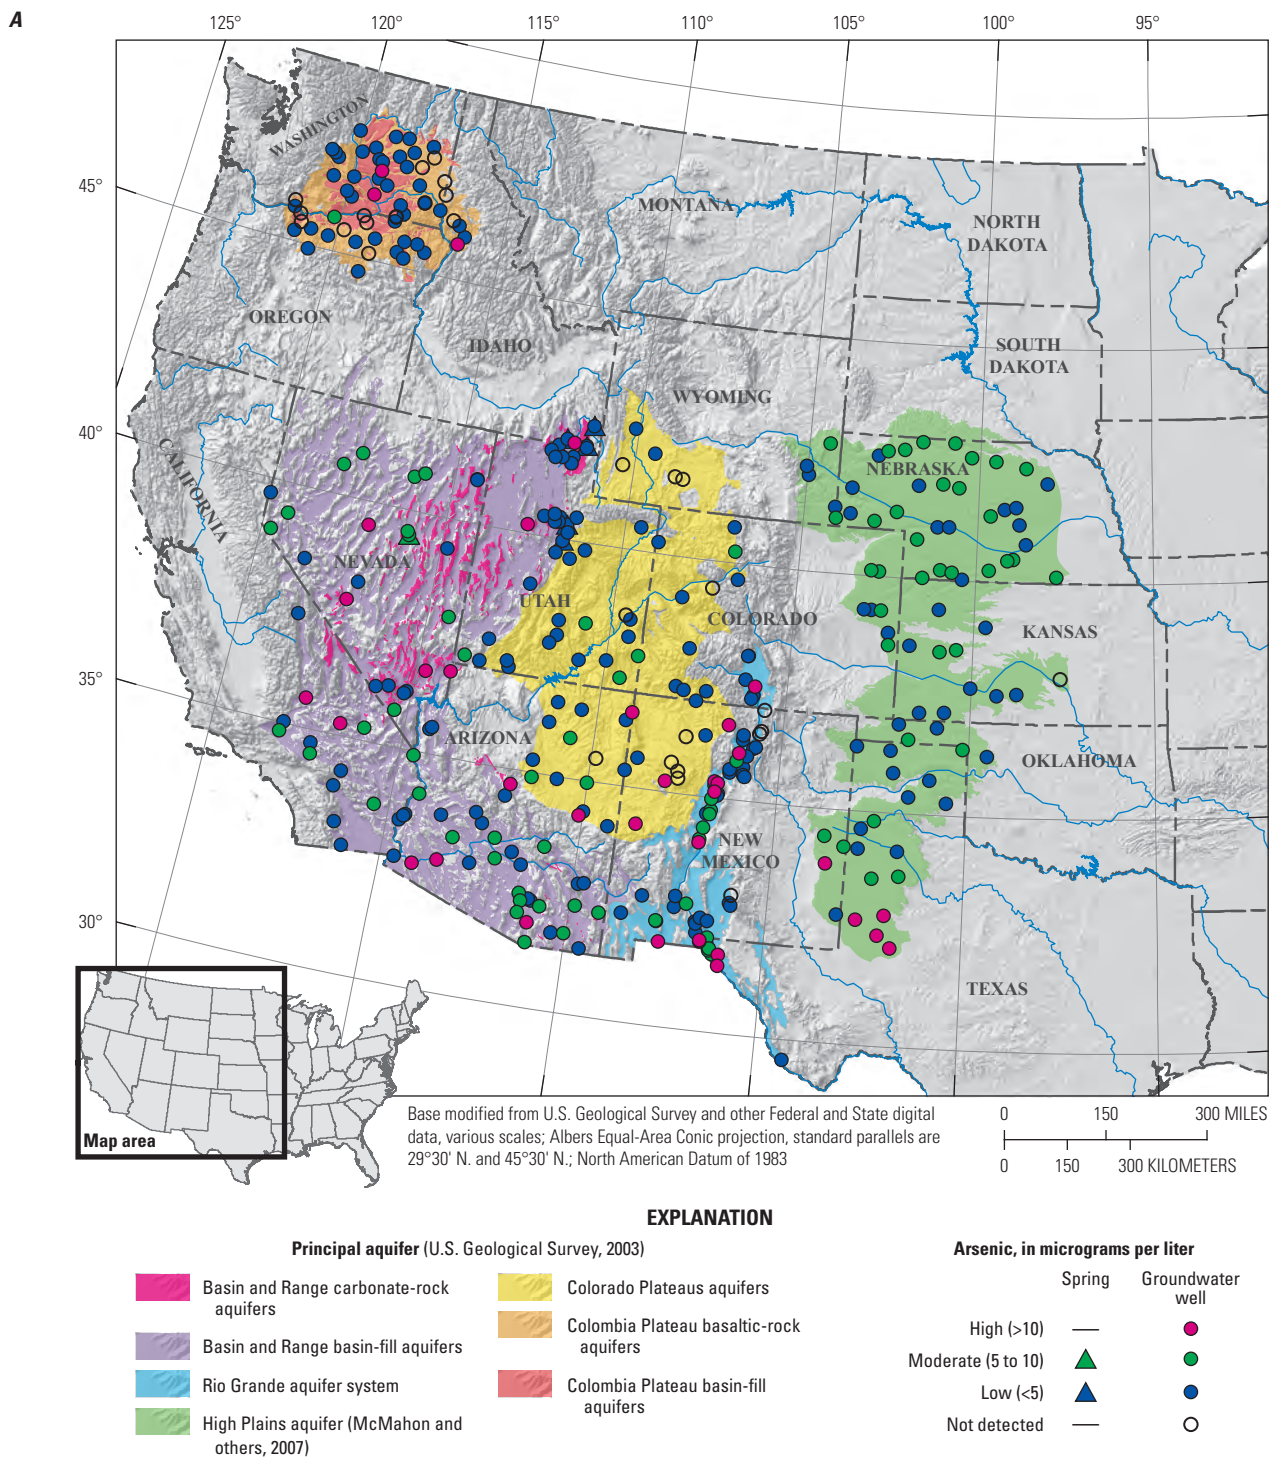 A
125°
120°
115°
110°
105°
100°
95°
45°
40°
35°
30°
WASHINGTON
MONTANA
NORTH
DAKOTA
OREGON
IDAHO
SOUTH
DAKOTA
WYOMING
CALIFORNIA
NEBRASKA
NEVADA
UTAH
COLORADO
KANSAS
ARIZONA
OKLAHOMA
NEW
MEXICO
TEXAS
Map area
Base modified from U.S. Geological Survey and other Federal and State digital
data, various scales; Albers Equal-Area Conic projection, standard parallels are
29°30' N. and 45°30' N.; North American Datum of 1983
0 150 300 MILES
0 150 300 KILOMETERS
EXPLANATION
Principal aquifer (U.S. Geological Survey, 2003)
Basin and Range carbonate-rock
aquifers
Basin and Range basin-fill aquifers
Rio Grande aquifer system
High Plains aquifer (McMahon and
others, 2007)
Colorado Plateaus aquifers
Colombia Plateau basaltic-rock
aquifers
Colombia Plateau basin-fill
aquifers
Arsenic, in micrograms per liter
Spring Groundwater
well
High (>10)
Moderate (5 to 10)
Low (<5)
Not detected